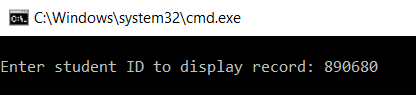 C:\Windows\system32\cmd.exe
Enter student ID to display record: 890680